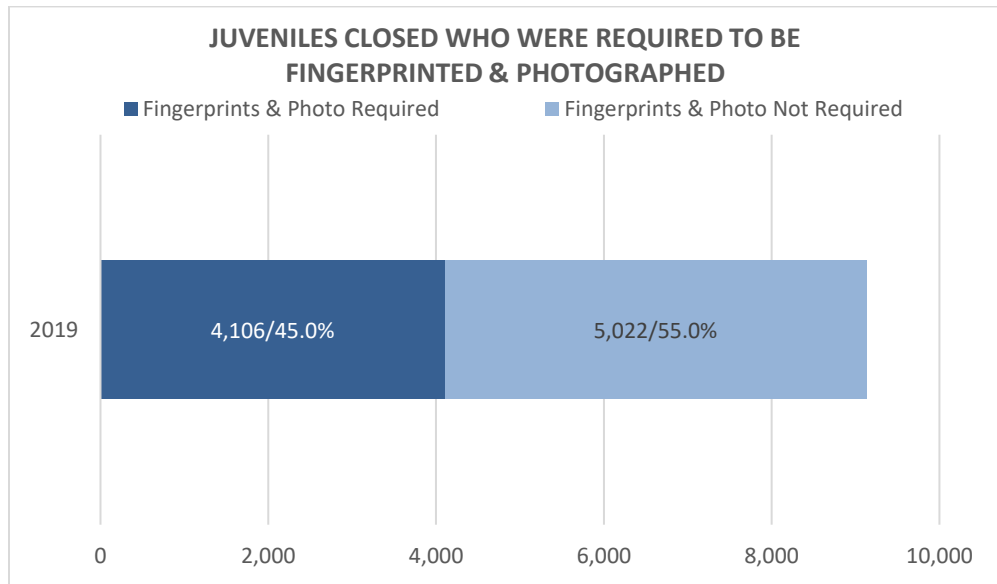 JUVENILES CLOSED WHO WERE REQUIRED TO BE
FINGERPRINTED & PHOTOGRAPHED
Fingerprints & Photo Required
Fingerprints & Photo Not Required
2019
4,106/45.0%
5,022/55.0%
0
2,000
4,000
6,000
8,000
10,000